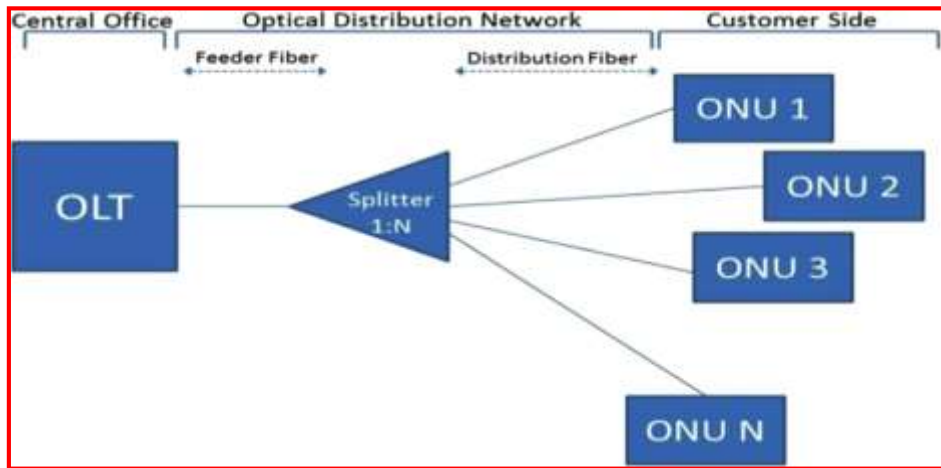 Central Office
Optical Distribution Network
Customer Side
Feeder Fiber
Distribution Fiber
ONU 1
OLT
Splitter
1:N
ONU 2
ONU 3
ONU N